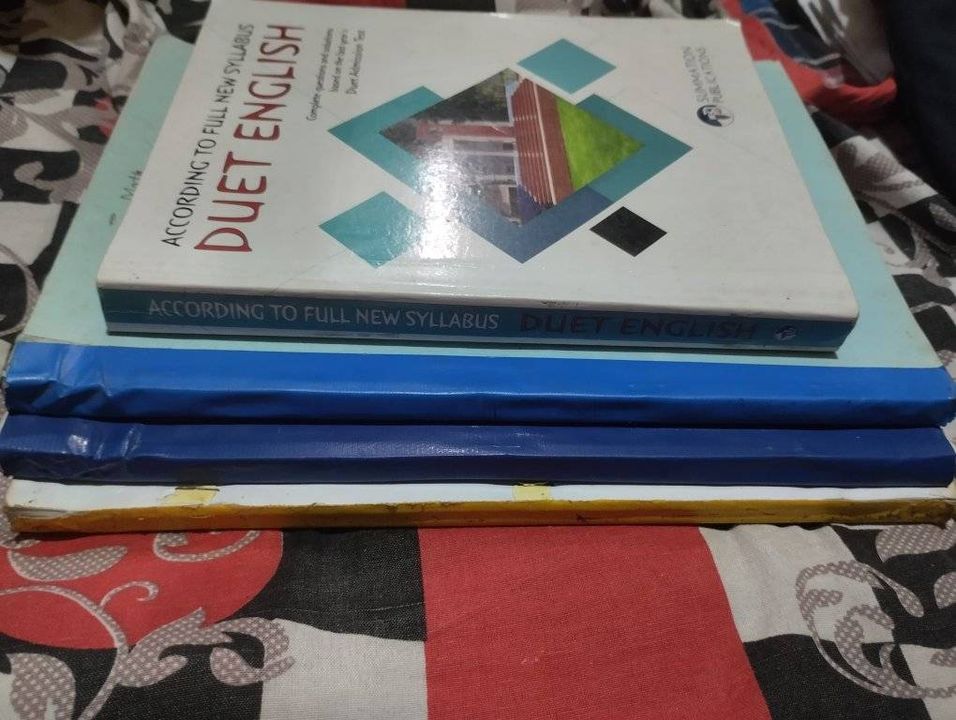 ACCORDING TO FULL NEW SYLLABUS
DUET ENGLISH
Complete questions and solutions
based on the last year's
Duet Admission Test
SUMMATION
PUBLICATIONS
ACCORDING TO FULL NEW SYLLABUS DUET ENGLISH